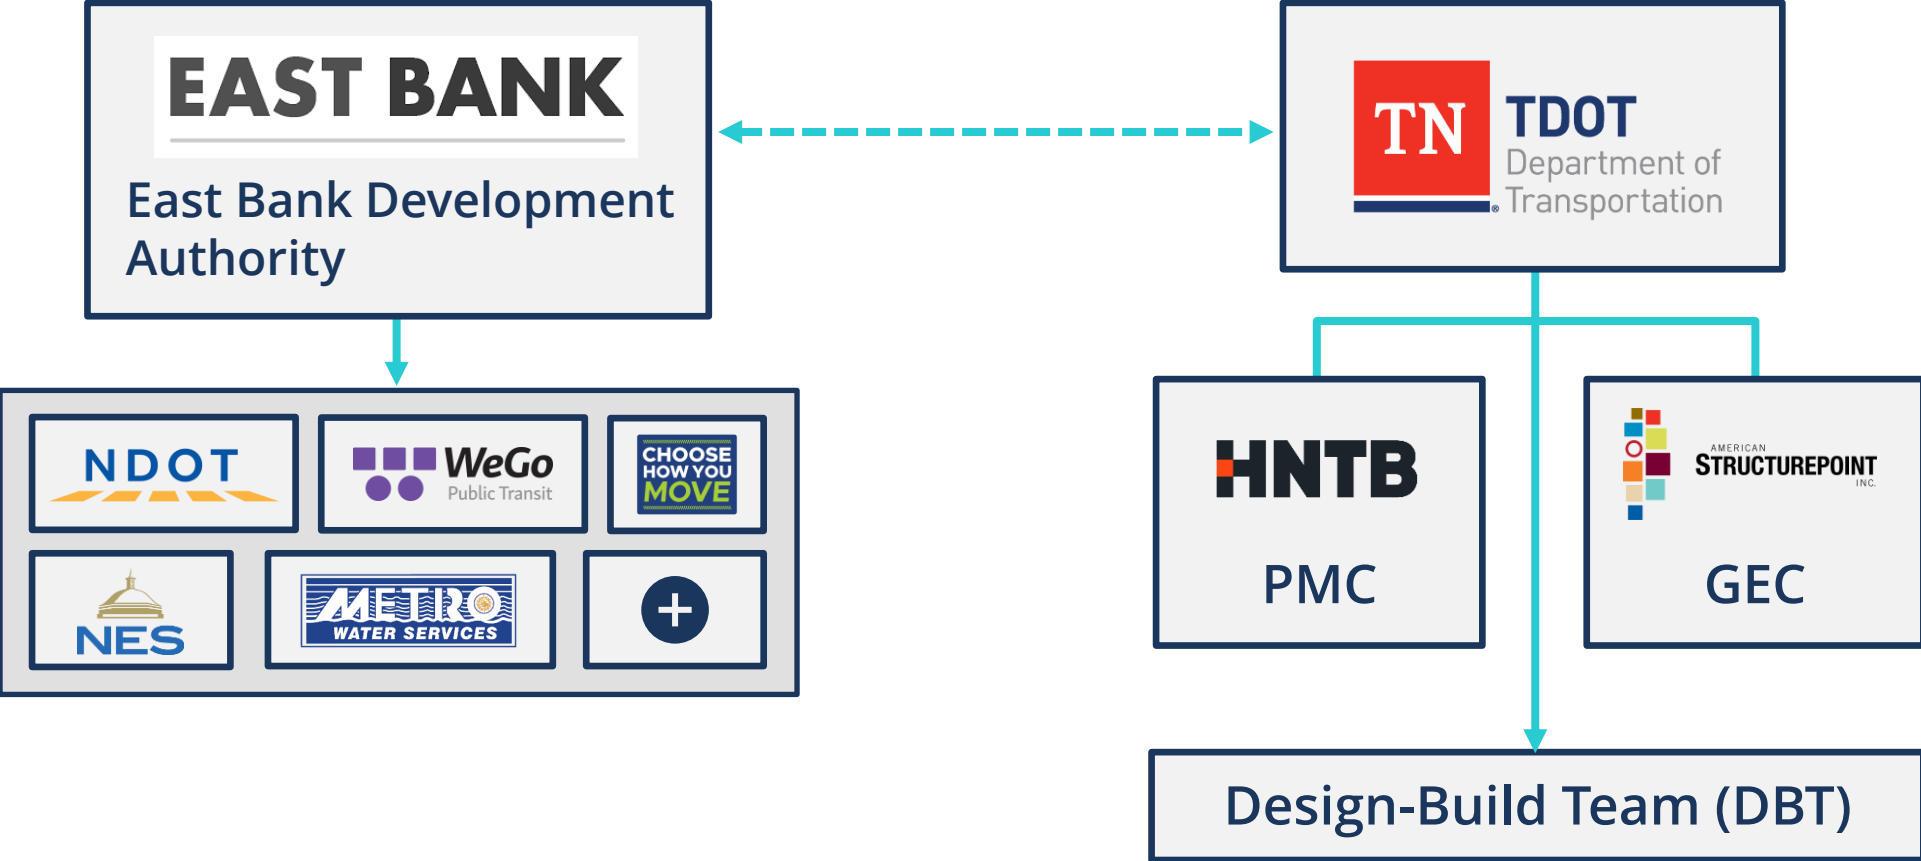 EAST BANK
East Bank Development
Authority
TN
TDOT
Department of
Transportation
®
NDOT
WeGo
Public Transit
CHOOSE
HOW YOU
MOVE
NES
METRO
WATER SERVICES
+
HNTB
PMC
AMERICAN
STRUCTUREPOINT
INC.
GEC
Design-Build Team (DBT)